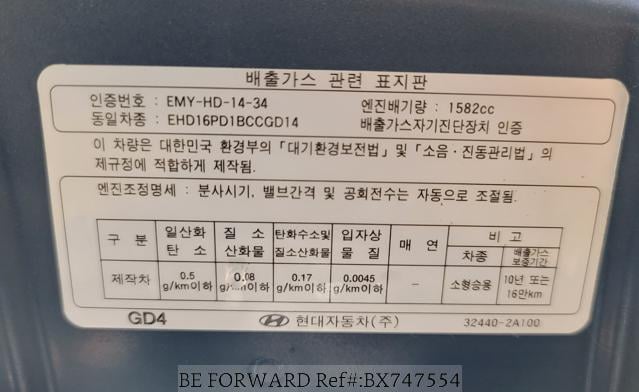 배출가스 관련 표지판
인증번호 : EMY-HD-14-34 엔진배기량 : 1582cc
동일차종 : EHD16PD1BCCGD14 배출가스자기진단장치 인증
이 차량은 대한민국 환경부의 「대기환경보전법」 및 「소음·진동관리법」의
제규정에 적합하게 제작됨.
엔진조정명세 : 분사시기, 밸브간격 및 공회전수는 자동으로 조절됨.
구 분 일산화탄 소 질 소산화물 탄화수소및질소산화물 입자상물 질 매 연 비 고
차종 배출가스보증기간
제작차 0.5g/km이하 0.08g/km이하 0.17g/km이하 0.0045g/km이하 － 소형승용 10년 또는16만km
GD4 현대자동차(주) 32440-2A100
BE FORWARD Ref#:BX747554